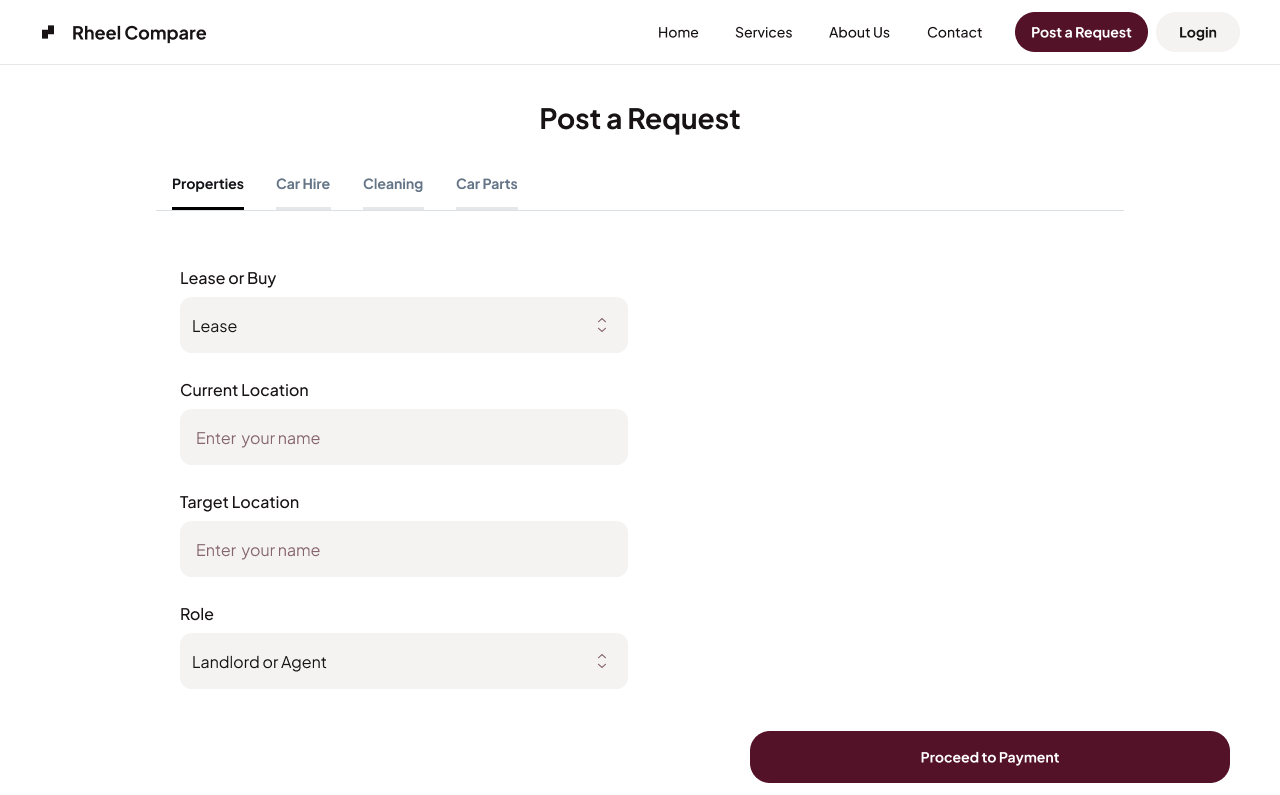 Rheel Compare
Home
Services
About Us
Contact
Post a Request
Login
Post a Request
Properties
Car Hire
Cleaning
Car Parts
Lease or Buy
Lease
Current Location
Enter your name
Target Location
Enter your name
Role
Landlord or Agent
Proceed to Payment